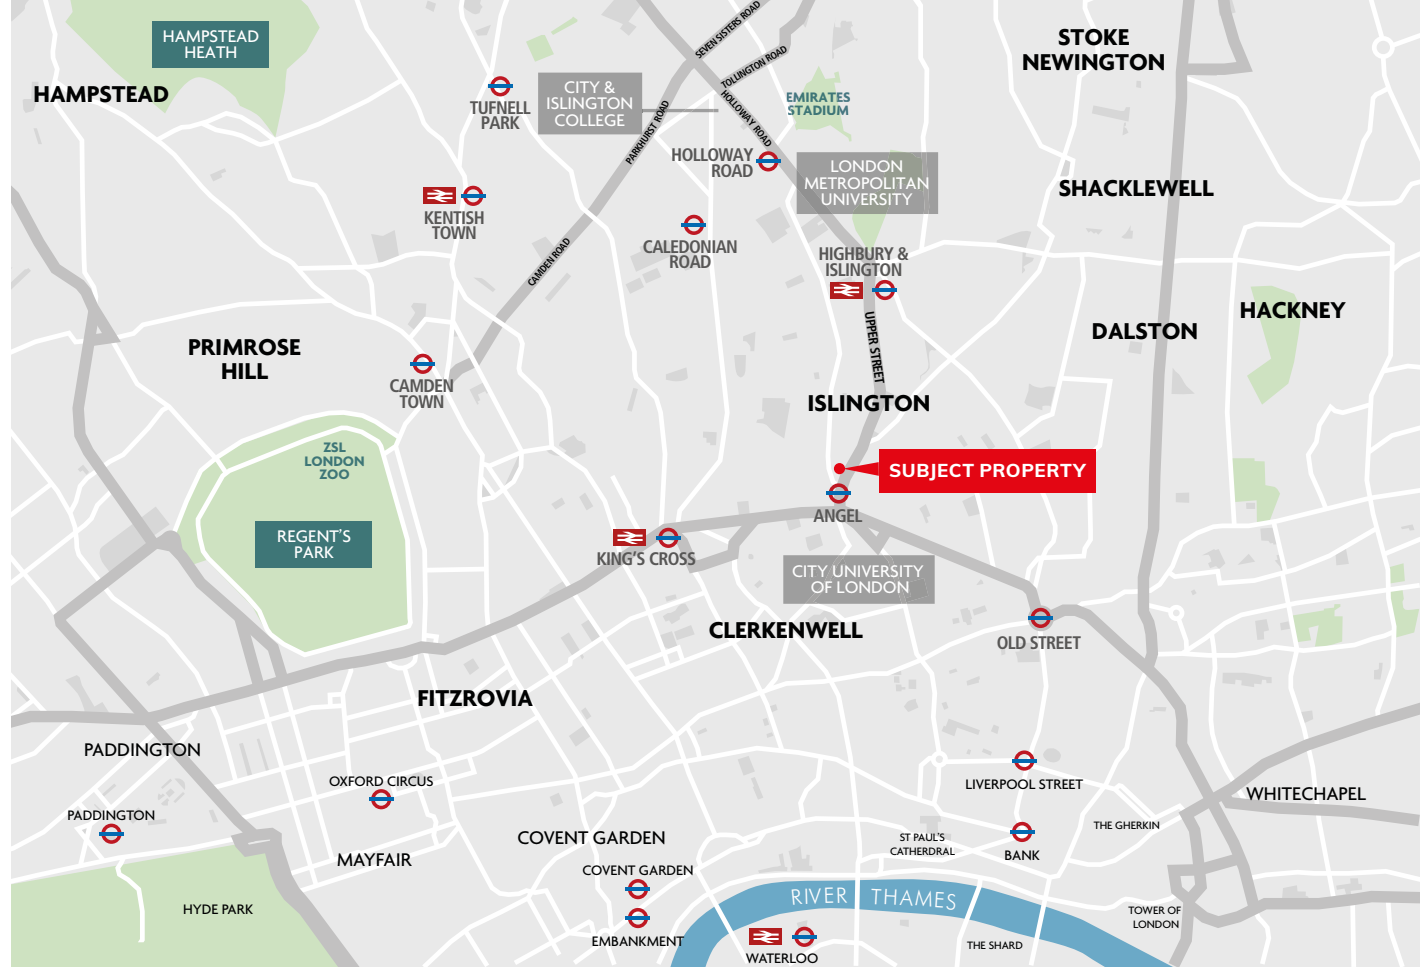 HAMPSTEAD
HEATH
HAMPSTEAD
TUFNELL
PARK
CITY &
ISLINGTON
COLLEGE
SEVEN SISTERS ROAD
TOLLINGTON ROAD
HOLLOWAY ROAD
PARKHURST ROAD
EMIRATES
STADIUM
STOKE
NEWINGTON
HOLLOWAY
ROAD
LONDON
METROPOLITAN
UNIVERSITY
SHACKLEWELL
KENTISH
TOWN
CAMDEN ROAD
CALEDONIAN
ROAD
HIGHBURY &
ISLINGTON
UPPER STREET
HACKNEY
DALSTON
PRIMROSE
HILL
CAMDEN
TOWN
ISLINGTON
ZSL
LONDON
ZOO
SUBJECT PROPERTY
ANGEL
REGENT'S
PARK
KING'S CROSS
CITY UNIVERSITY
OF LONDON
CLERKENWELL
OLD STREET
FITZROVIA
PADDINGTON
OXFORD CIRCUS
LIVERPOOL STREET
WHITECHAPEL
PADDINGTON
THE GHERKIN
COVENT GARDEN
ST PAUL'S
CATHERDRAL
BANK
MAYFAIR
COVENT GARDEN
RIVER THAMES
HYDE PARK
EMBANKMENT
TOWER OF
LONDON
THE SHARD
WATERLOO